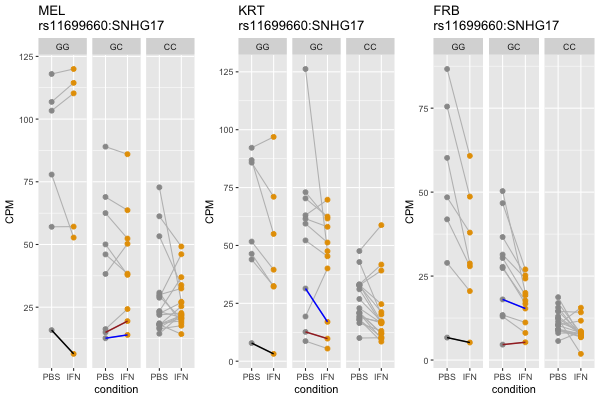 MEL
rs11699660:SNHG17
GG GC CC
125
100
75
50
25
CPM
PBS IFN PBS IFN PBS IFN
condition
KRT
rs11699660:SNHG17
GG GC CC
125
100
75
50
25
0
CPM
PBS IFN PBS IFN PBS IFN
condition
FRB
rs11699660:SNHG17
GG GC CC
75
50
25
0
CPM
PBS IFN PBS IFN PBS IFN
condition